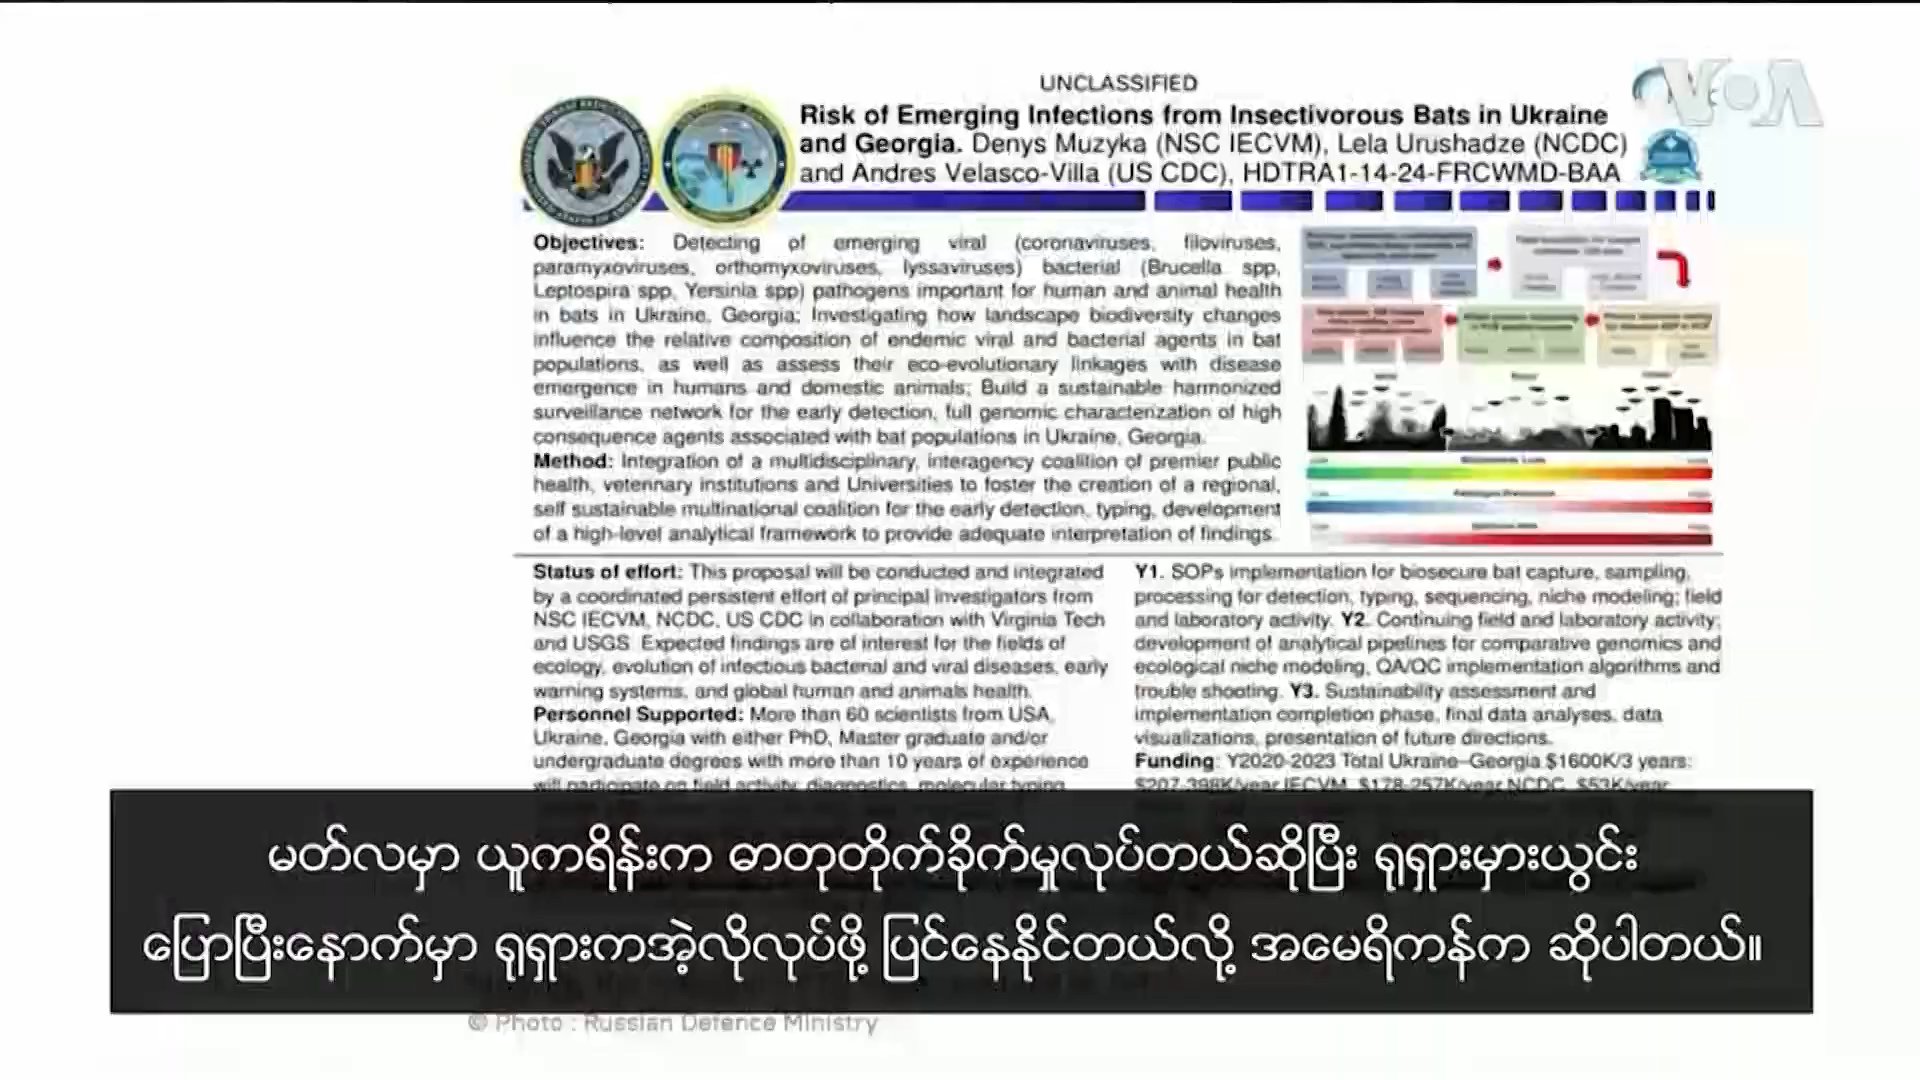 UNCLASSIFIED
VOA
Risk of Emerging Infections from Insectivorous Bats in Ukraine
and Georgia. Denys Muzyka (NSC IECVM), Lela Urushadze (NCDC)
and Andres Velasco-Villa (US CDC), HDTRA1-14-24-FRCWMD-BAA
Objectives: Detecting of emerging viral (coronaviruses, filoviruses,
paramyxoviruses, orthomyxoviruses, lyssaviruses) bacterial (Brucella spp,
Leptospira spp, Yersinia spp) pathogens important for human and animal health
in bats in Ukraine, Georgia; Investigating how landscape biodiversity changes
influence the relative composition of endemic viral and bacterial agents in bat
populations, as well as assess their eco-evolutionary linkages with disease
emergence in humans and domestic animals; Build a sustainable harmonized
surveillance network for the early detection, full genomic characterization of high
consequence agents associated with bat populations in Ukraine, Georgia.
Method: Integration of a multidisciplinary, interagency coalition of premier public
health, veterinary institutions and Universities to foster the creation of a regional,
self sustainable multinational coalition for the early detection, typing, development
of a high-level analytical framework to provide adequate interpretation of findings.
Status of effort: This proposal will be conducted and integrated
by a coordinated persistent effort of principal investigators from
NSC IECVM, NCDC, US CDC in collaboration with Virginia Tech
and USGS. Expected findings are of interest for the fields of
ecology, evolution of infectious bacterial and viral diseases, early
warning systems, and global human and animals health.
Personnel Supported: More than 60 scientists from USA,
Ukraine, Georgia with either PhD, Master graduate and/or
undergraduate degrees with more than 10 years of experience
will participate on field activity, diagnostics, molecular typing
Y1. SOPs implementation for biosecure bat capture, sampling,
processing for detection, typing, sequencing, niche modeling; field
and laboratory activity. Y2. Continuing field and laboratory activity;
development of analytical pipelines for comparative genomics and
ecological niche modeling, QA/QC implementation algorithms and
trouble shooting. Y3. Sustainability assessment and
implementation completion phase, final data analyses, data
visualizations, presentation of future directions.
Funding: Y2020-2023 Total Ukraine–Georgia $1600K/3 years:
$207-398K/year IECVM, $178-257K/year NCDC, $53K/year
မတ်လမှာ ယူကရိန်းက ဓာတုတိုက်ခိုက်မှုလုပ်တယ်ဆိုပြီး ရုရှားမှားယွင်း
ပြောပြီးနောက်မှာ ရုရှားကအဲ့လိုလုပ်ဖို့ ပြင်နေနိုင်တယ်လို့ အမေရိကန်က ဆိုပါတယ်။
© Photo : Russian Defence Ministry